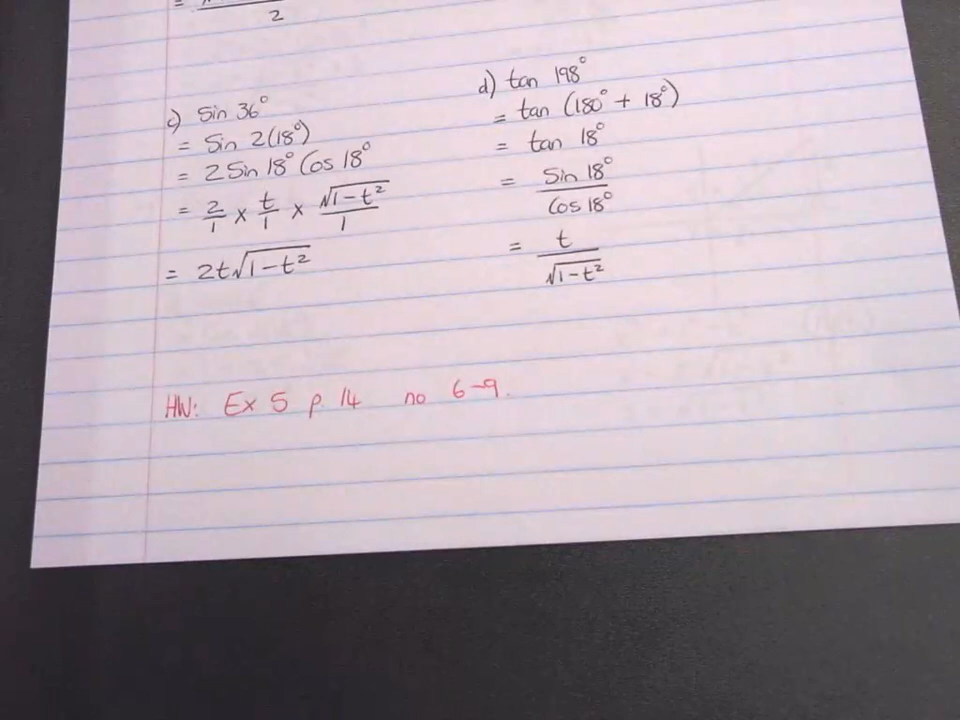 2
c) Sin 36°
= Sin 2(18°)
= 2 Sin 18° Cos 18°
= 2/1 × t/1 × √(1-t²)/1
= 2t√(1-t²)
d) tan 198°
= tan (180° + 18°)
= tan 18°
= Sin 18°/Cos 18°
= t/√(1-t²)
HW: Ex 5 p. 14 no 6-9.